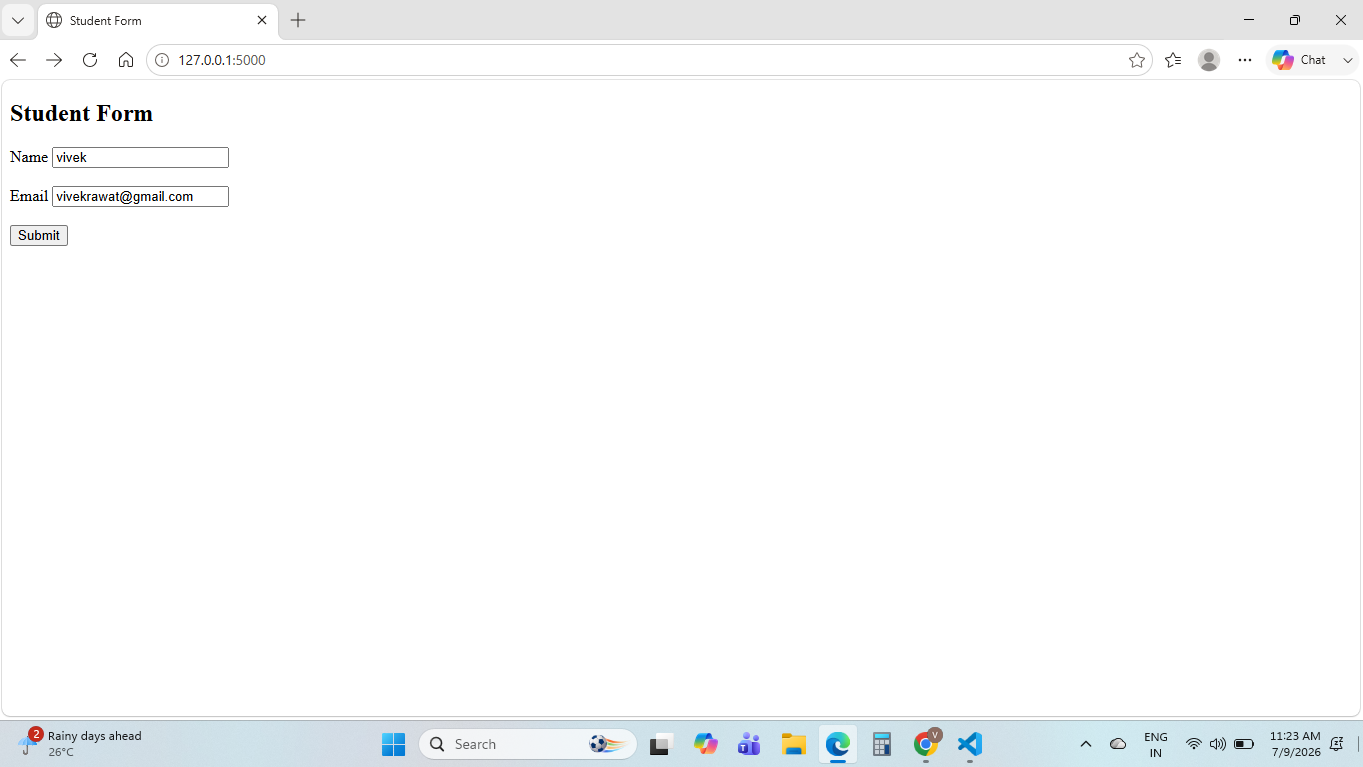 Student Form
127.0.0.1:5000
Chat
Student Form
Name vivek
Email vivekrawat@gmail.com
Submit
2
Rainy days ahead
26°C
Search
T
V
ENG
IN
11:23 AM
7/9/2026